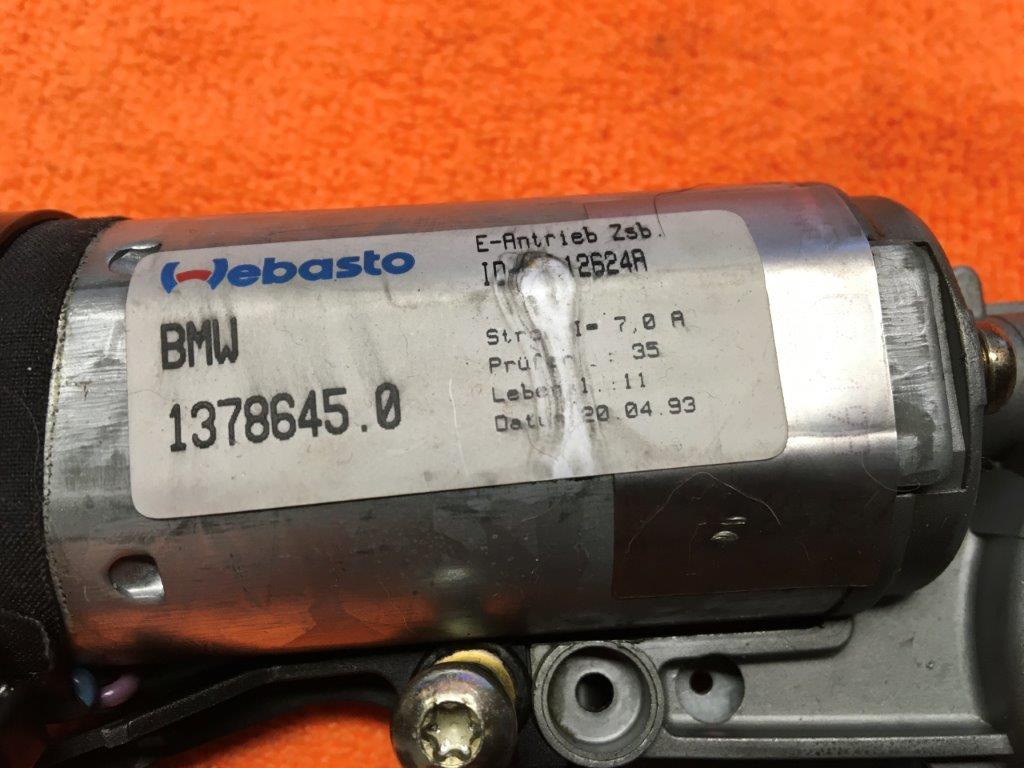 Webasto
BMW
1378645.0
E-Antrieb Zsb.
12624A
I= 7,0 A
35
11
20.04.93